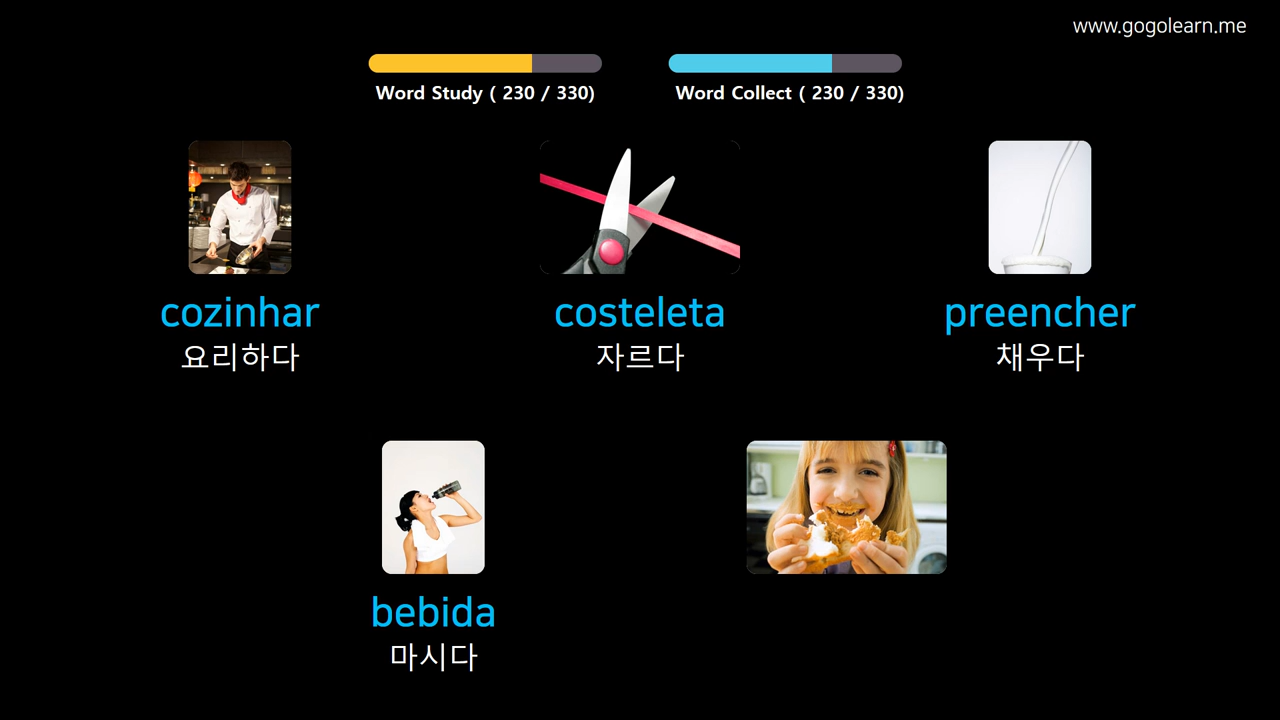 www.gogolearn.me
Word Study ( 230 / 330)
Word Collect ( 230 / 330)
cozinhar
요리하다
costeleta
자르다
preencher
채우다
bebida
마시다